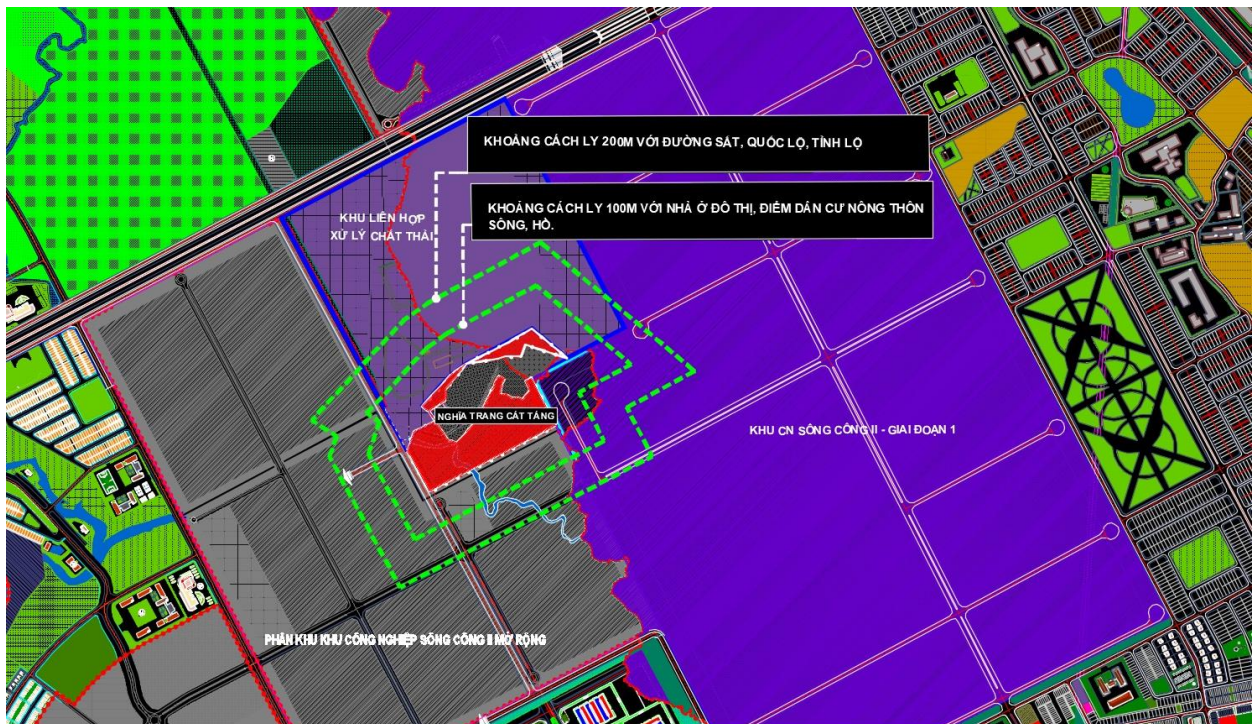 KHOẢNG CÁCH LY 200M VỚI ĐƯỜNG SẮT, QUỐC LỘ, TỈNH LỘ
KHOẢNG CÁCH LY 100M VỚI NHÀ Ở ĐÔ THỊ, ĐIỂM DÂN CƯ NÔNG THÔN
SÔNG, HỒ.
KHU LIÊN HỢP
XỬ LÝ CHẤT THẢI
NGHĨA TRANG CÁT TÁNG
KHU CN SÔNG CÔNG II - GIAI ĐOẠN 1
PHÂN KHU KHU CÔNG NGHIỆP SÔNG CÔNG II MỞ RỘNG